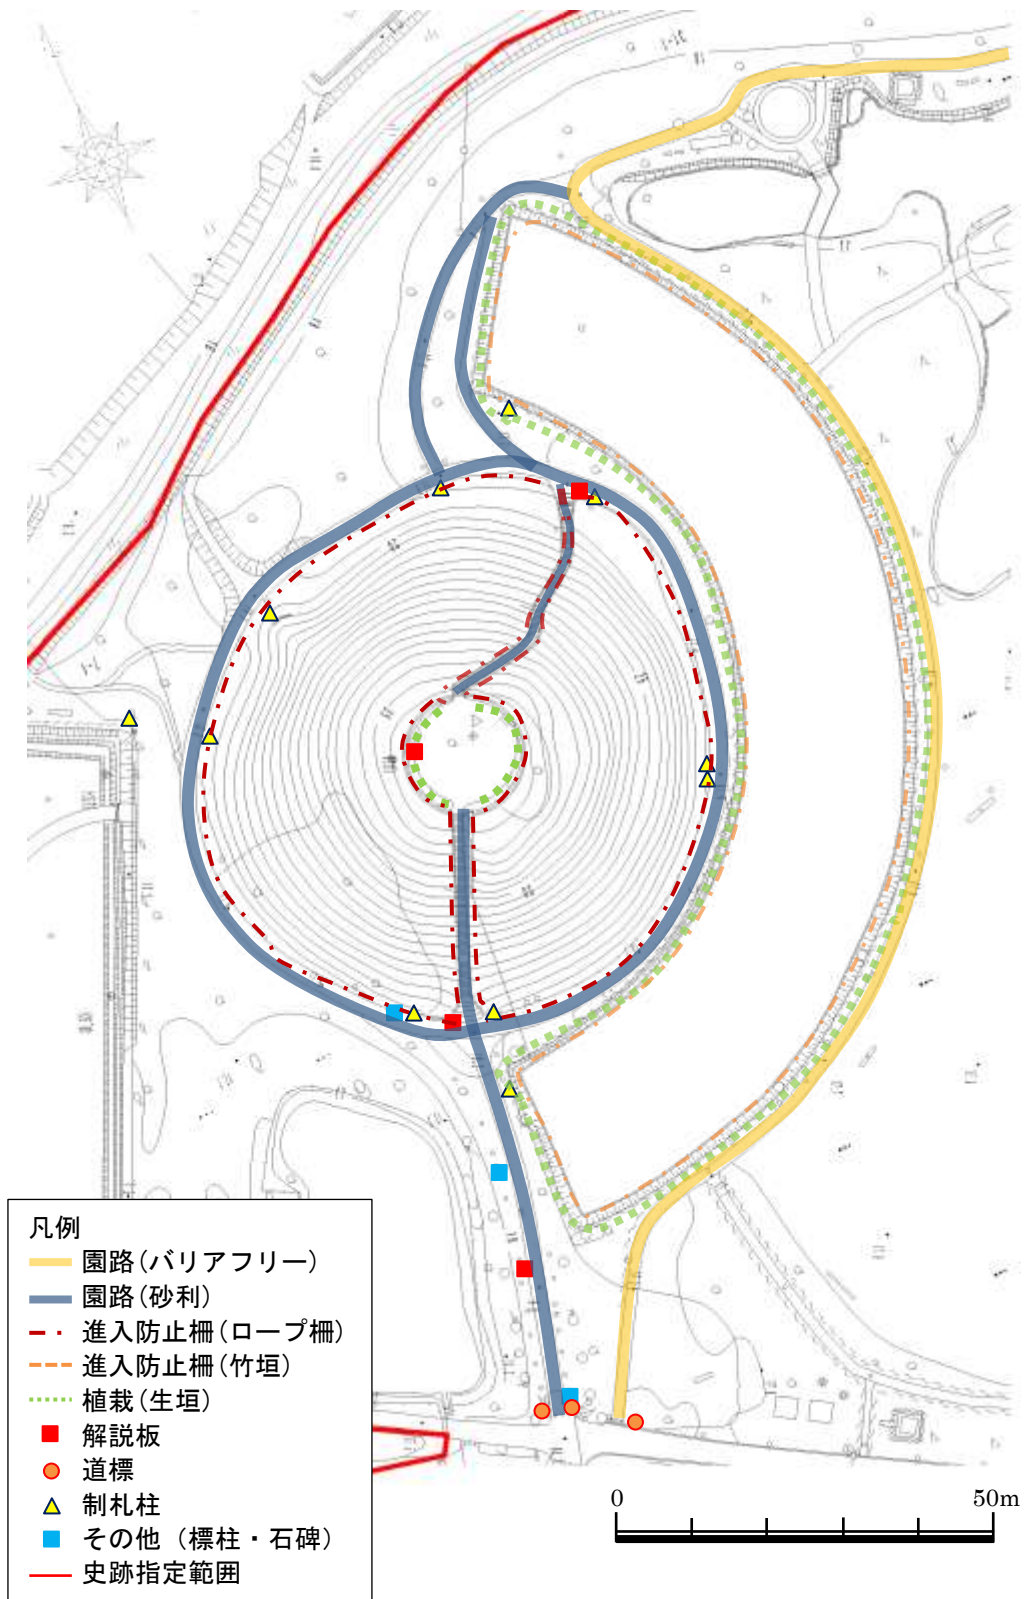 0 50m
凡例
園路(バリアフリー)
園路(砂利)
進入防止柵(ロープ柵)
進入防止柵(竹垣)
植栽(生垣)
解説板
道標
制札柱
その他（標柱・石碑）
史跡指定範囲